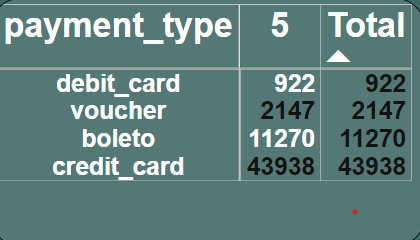 payment_type 5 Total
debit_card 922 922
voucher 2147 2147
boleto 11270 11270
credit_card 43938 43938